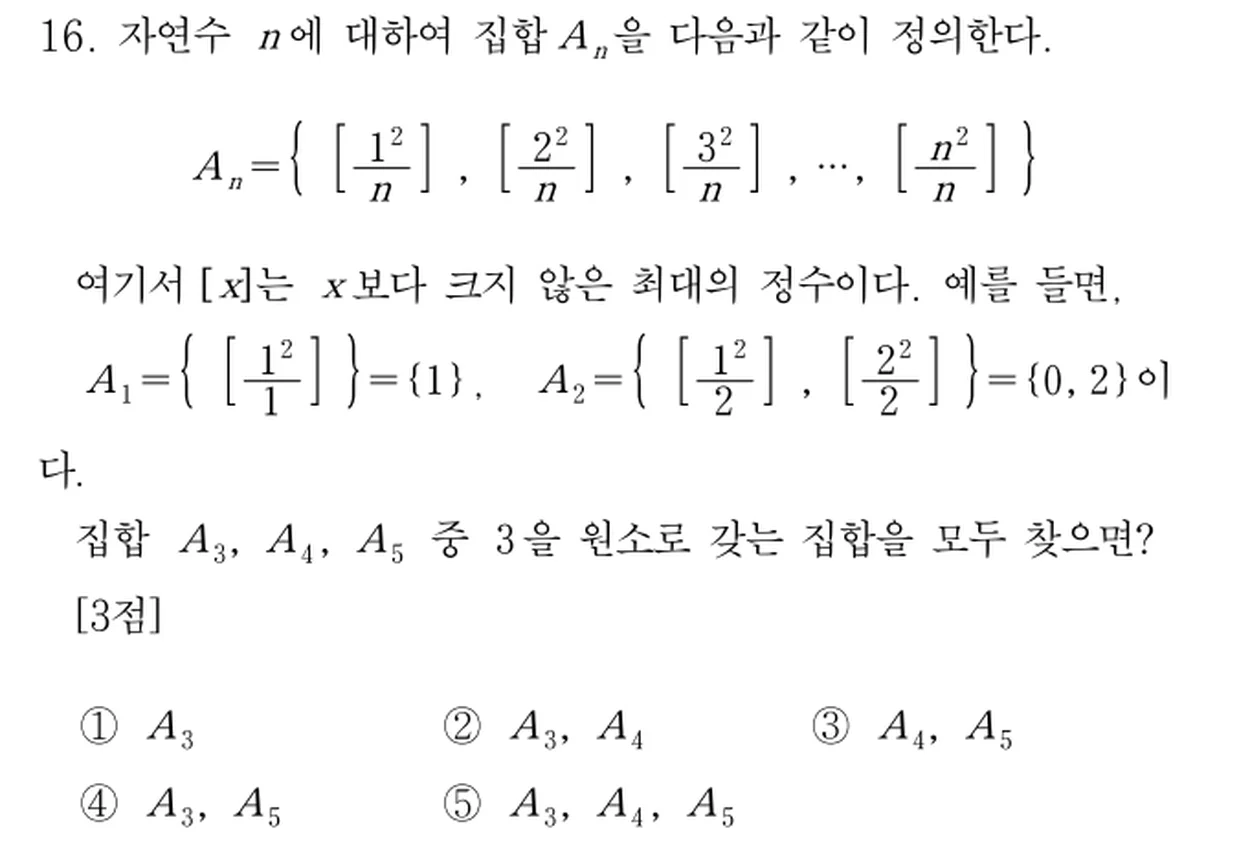 16. 자연수 n에 대하여 집합 Aₙ을 다음과 같이 정의한다.
Aₙ={ [1²/n], [2²/n], [3²/n], ⋯, [n²/n] }
여기서 [x]는 x보다 크지 않은 최대의 정수이다. 예를 들면,
A₁={ [1²/1] }={1}, A₂={ [1²/2], [2²/2] }={0, 2}이
다.
집합 A₃, A₄, A₅ 중 3을 원소로 갖는 집합을 모두 찾으면?
[3점]
① A₃ ② A₃, A₄ ③ A₄, A₅
④ A₃, A₅ ⑤ A₃, A₄, A₅